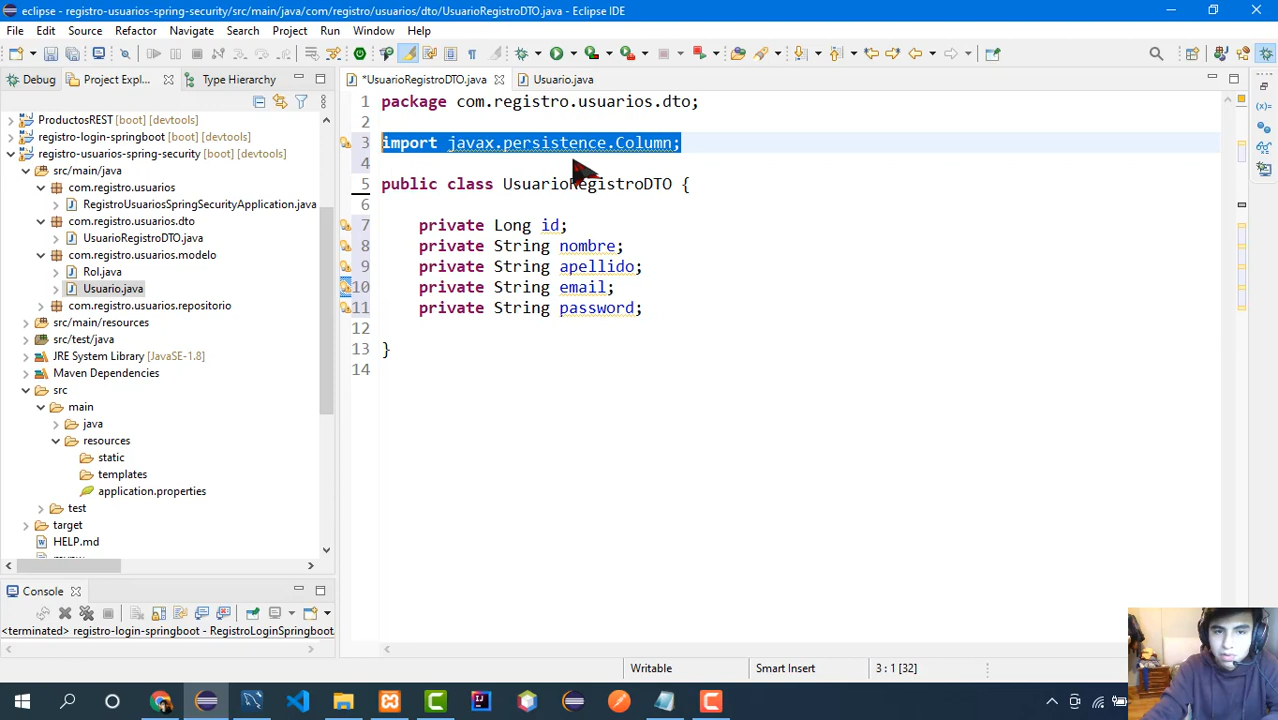 eclipse - registro-usuarios-spring-security/src/main/java/com/registro/usuarios/dto/UsuarioRegistroDTO.java - Eclipse IDE
File Edit Source Refactor Navigate Search Project Run Window Help
Debug Project Expl... Type Hierarchy
*UsuarioRegistroDTO.java Usuario.java
ProductosREST [boot] [devtools]
registro-login-springboot [boot] [devtools]
registro-usuarios-spring-security [boot] [devtools]
src/main/java
com.registro.usuarios
RegistroUsuariosSpringSecurityApplication.java
com.registro.usuarios.dto
UsuarioRegistroDTO.java
com.registro.usuarios.modelo
Rol.java
Usuario.java
com.registro.usuarios.repositorio
src/main/resources
src/test/java
JRE System Library [JavaSE-1.8]
Maven Dependencies
src
main
java
resources
static
templates
application.properties
test
target
HELP.md
1 package com.registro.usuarios.dto;
2
3 import javax.persistence.Column;
4
5 public class UsuarioRegistroDTO {
6
7 private Long id;
8 private String nombre;
9 private String apellido;
10 private String email;
11 private String password;
12
13 }
14
Console
<terminated> registro-login-springboot - RegistroLoginSpringboot
Writable Smart Insert 3 : 1 [32]